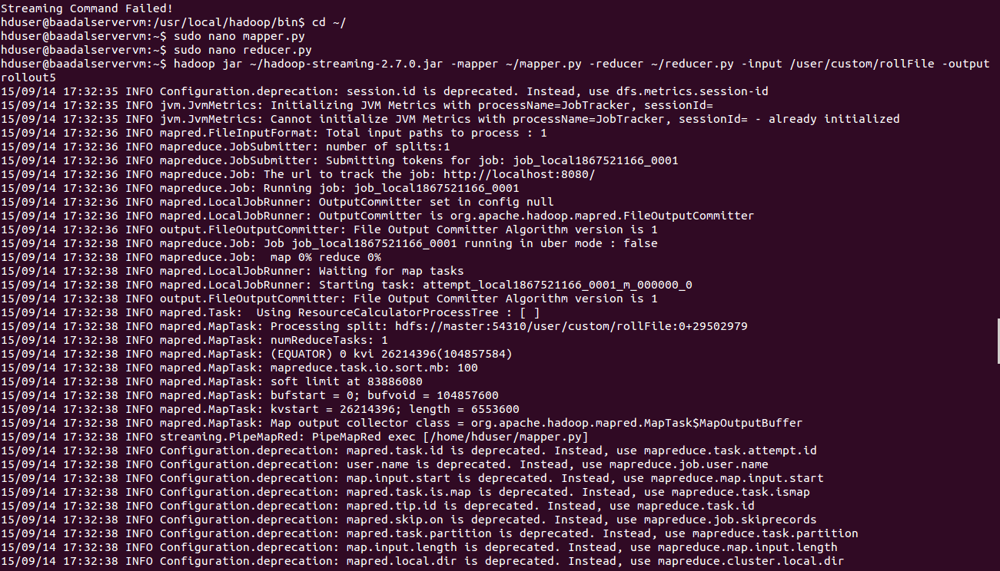 Streaming Command Failed!
hduser@baadalservervm:/usr/local/hadoop/bin$ cd ~/
hduser@baadalservervm:~$ sudo nano mapper.py
hduser@baadalservervm:~$ sudo nano reducer.py
hduser@baadalservervm:~$ hadoop jar ~/hadoop-streaming-2.7.0.jar -mapper ~/mapper.py -reducer ~/reducer.py -input /user/custom/rollFile -output
rollout5
15/09/14 17:32:35 INFO Configuration.deprecation: session.id is deprecated. Instead, use dfs.metrics.session-id
15/09/14 17:32:35 INFO jvm.JvmMetrics: Initializing JVM Metrics with processName=JobTracker, sessionId=
15/09/14 17:32:35 INFO jvm.JvmMetrics: Cannot initialize JVM Metrics with processName=JobTracker, sessionId= - already initialized
15/09/14 17:32:36 INFO mapred.FileInputFormat: Total input paths to process : 1
15/09/14 17:32:36 INFO mapreduce.JobSubmitter: number of splits:1
15/09/14 17:32:36 INFO mapreduce.JobSubmitter: Submitting tokens for job: job_local1867521166_0001
15/09/14 17:32:36 INFO mapreduce.Job: The url to track the job: http://localhost:8080/
15/09/14 17:32:36 INFO mapreduce.Job: Running job: job_local1867521166_0001
15/09/14 17:32:36 INFO mapred.LocalJobRunner: OutputCommitter set in config null
15/09/14 17:32:36 INFO mapred.LocalJobRunner: OutputCommitter is org.apache.hadoop.mapred.FileOutputCommitter
15/09/14 17:32:36 INFO output.FileOutputCommitter: File Output Committer Algorithm version is 1
15/09/14 17:32:38 INFO mapreduce.Job: Job job_local1867521166_0001 running in uber mode : false
15/09/14 17:32:38 INFO mapreduce.Job:  map 0% reduce 0%
15/09/14 17:32:38 INFO mapred.LocalJobRunner: Waiting for map tasks
15/09/14 17:32:38 INFO mapred.LocalJobRunner: Starting task: attempt_local1867521166_0001_m_000000_0
15/09/14 17:32:38 INFO output.FileOutputCommitter: File Output Committer Algorithm version is 1
15/09/14 17:32:38 INFO mapred.Task:  Using ResourceCalculatorProcessTree : [ ]
15/09/14 17:32:38 INFO mapred.MapTask: Processing split: hdfs://master:54310/user/custom/rollFile:0+29502979
15/09/14 17:32:38 INFO mapred.MapTask: numReduceTasks: 1
15/09/14 17:32:38 INFO mapred.MapTask: (EQUATOR) 0 kvi 26214396(104857584)
15/09/14 17:32:38 INFO mapred.MapTask: mapreduce.task.io.sort.mb: 100
15/09/14 17:32:38 INFO mapred.MapTask: soft limit at 83886080
15/09/14 17:32:38 INFO mapred.MapTask: bufstart = 0; bufvoid = 104857600
15/09/14 17:32:38 INFO mapred.MapTask: kvstart = 26214396; length = 6553600
15/09/14 17:32:38 INFO mapred.MapTask: Map output collector class = org.apache.hadoop.mapred.MapTask$MapOutputBuffer
15/09/14 17:32:38 INFO streaming.PipeMapRed: PipeMapRed exec [/home/hduser/mapper.py]
15/09/14 17:32:38 INFO Configuration.deprecation: mapred.task.id is deprecated. Instead, use mapreduce.task.attempt.id
15/09/14 17:32:38 INFO Configuration.deprecation: user.name is deprecated. Instead, use mapreduce.job.user.name
15/09/14 17:32:38 INFO Configuration.deprecation: map.input.start is deprecated. Instead, use mapreduce.map.input.start
15/09/14 17:32:38 INFO Configuration.deprecation: mapred.task.is.map is deprecated. Instead, use mapreduce.task.ismap
15/09/14 17:32:38 INFO Configuration.deprecation: mapred.tip.id is deprecated. Instead, use mapreduce.task.id
15/09/14 17:32:38 INFO Configuration.deprecation: mapred.skip.on is deprecated. Instead, use mapreduce.job.skiprecords
15/09/14 17:32:38 INFO Configuration.deprecation: mapred.task.partition is deprecated. Instead, use mapreduce.task.partition
15/09/14 17:32:38 INFO Configuration.deprecation: map.input.length is deprecated. Instead, use mapreduce.map.input.length
15/09/14 17:32:38 INFO Configuration.deprecation: mapred.local.dir is deprecated. Instead, use mapreduce.cluster.local.dir